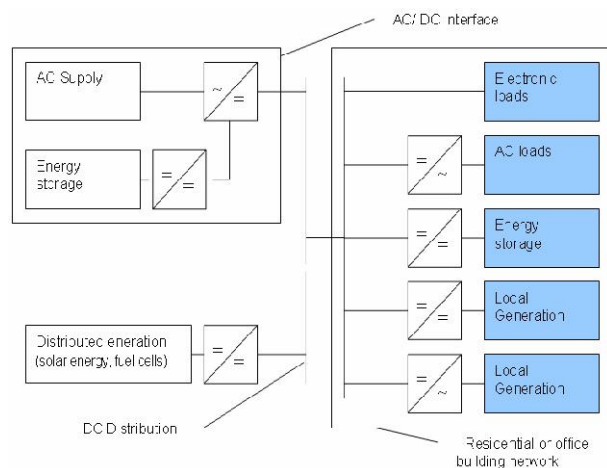 AC/ DC interface
AC Supply
~
=
Energy
storage
=
=
Distributed eneration
(solar energy, fuel cells)
=
=
DC D stribution
Electronic
loads
=
~
AC loads
=
=
Energy
storage
=
=
Local
Generation
=
~
Local
Generation
Residential or office
building network